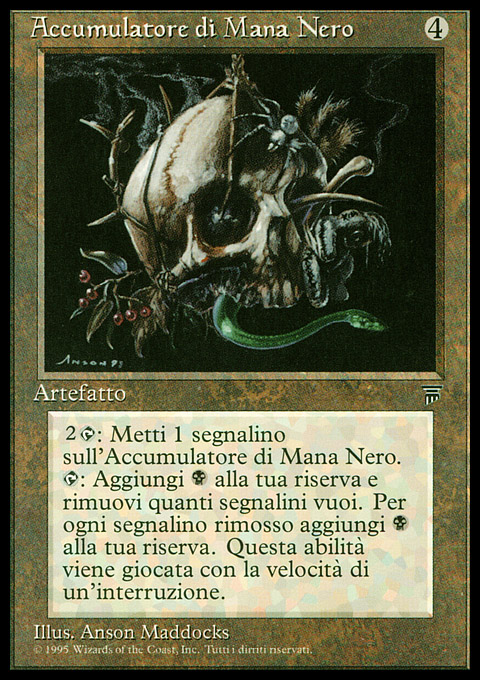 Accumulatore di Mana Nero 4
ANSON 93
Artefatto
2 : Metti 1 segnalino
sull'Accumulatore di Mana Nero.
: Aggiungi alla tua riserva e
rimuovi quanti segnalini vuoi. Per
ogni segnalino rimosso aggiungi
alla tua riserva. Questa abilità
viene giocata con la velocità di
un'interruzione.
Illus. Anson Maddocks
© 1995 Wizards of the Coast, Inc. Tutti i diritti riservati.